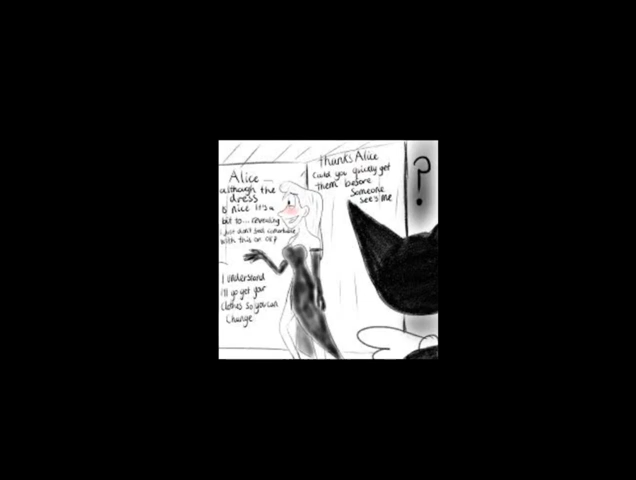 Alice
although the
dress
is nice its a
bit to... revealing
i just don't feel comfortable
with this on ok?
I understand
i'll go get your
clothes so you can
Change
thanks Alice
could you quickly get
them before
someone
sees me
?